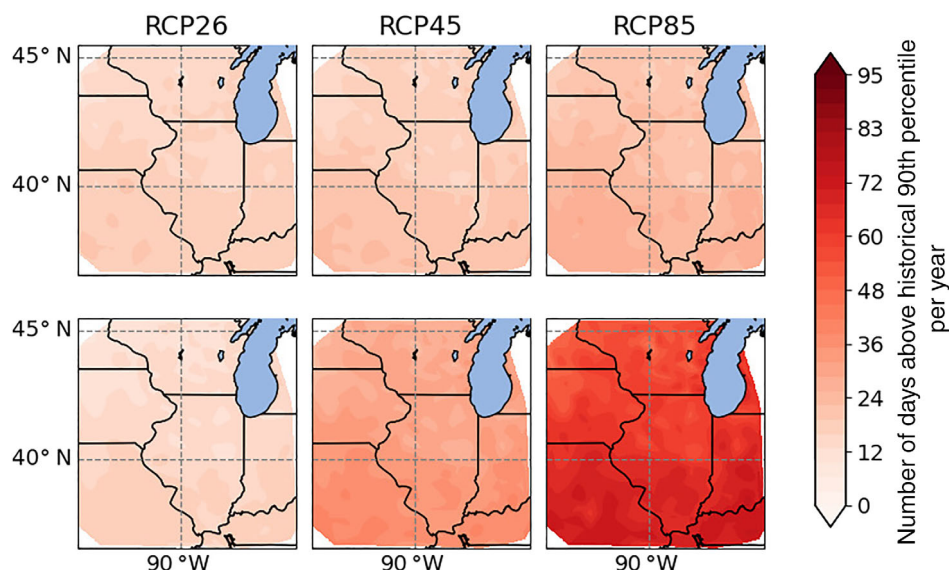 RCP26 RCP45 RCP85
45° N
40° N
45° N
40° N
90 °W 90 °W 90 °W
95
83
72
60
48
36
24
12
0
Number of days above historical 90th percentile
per year